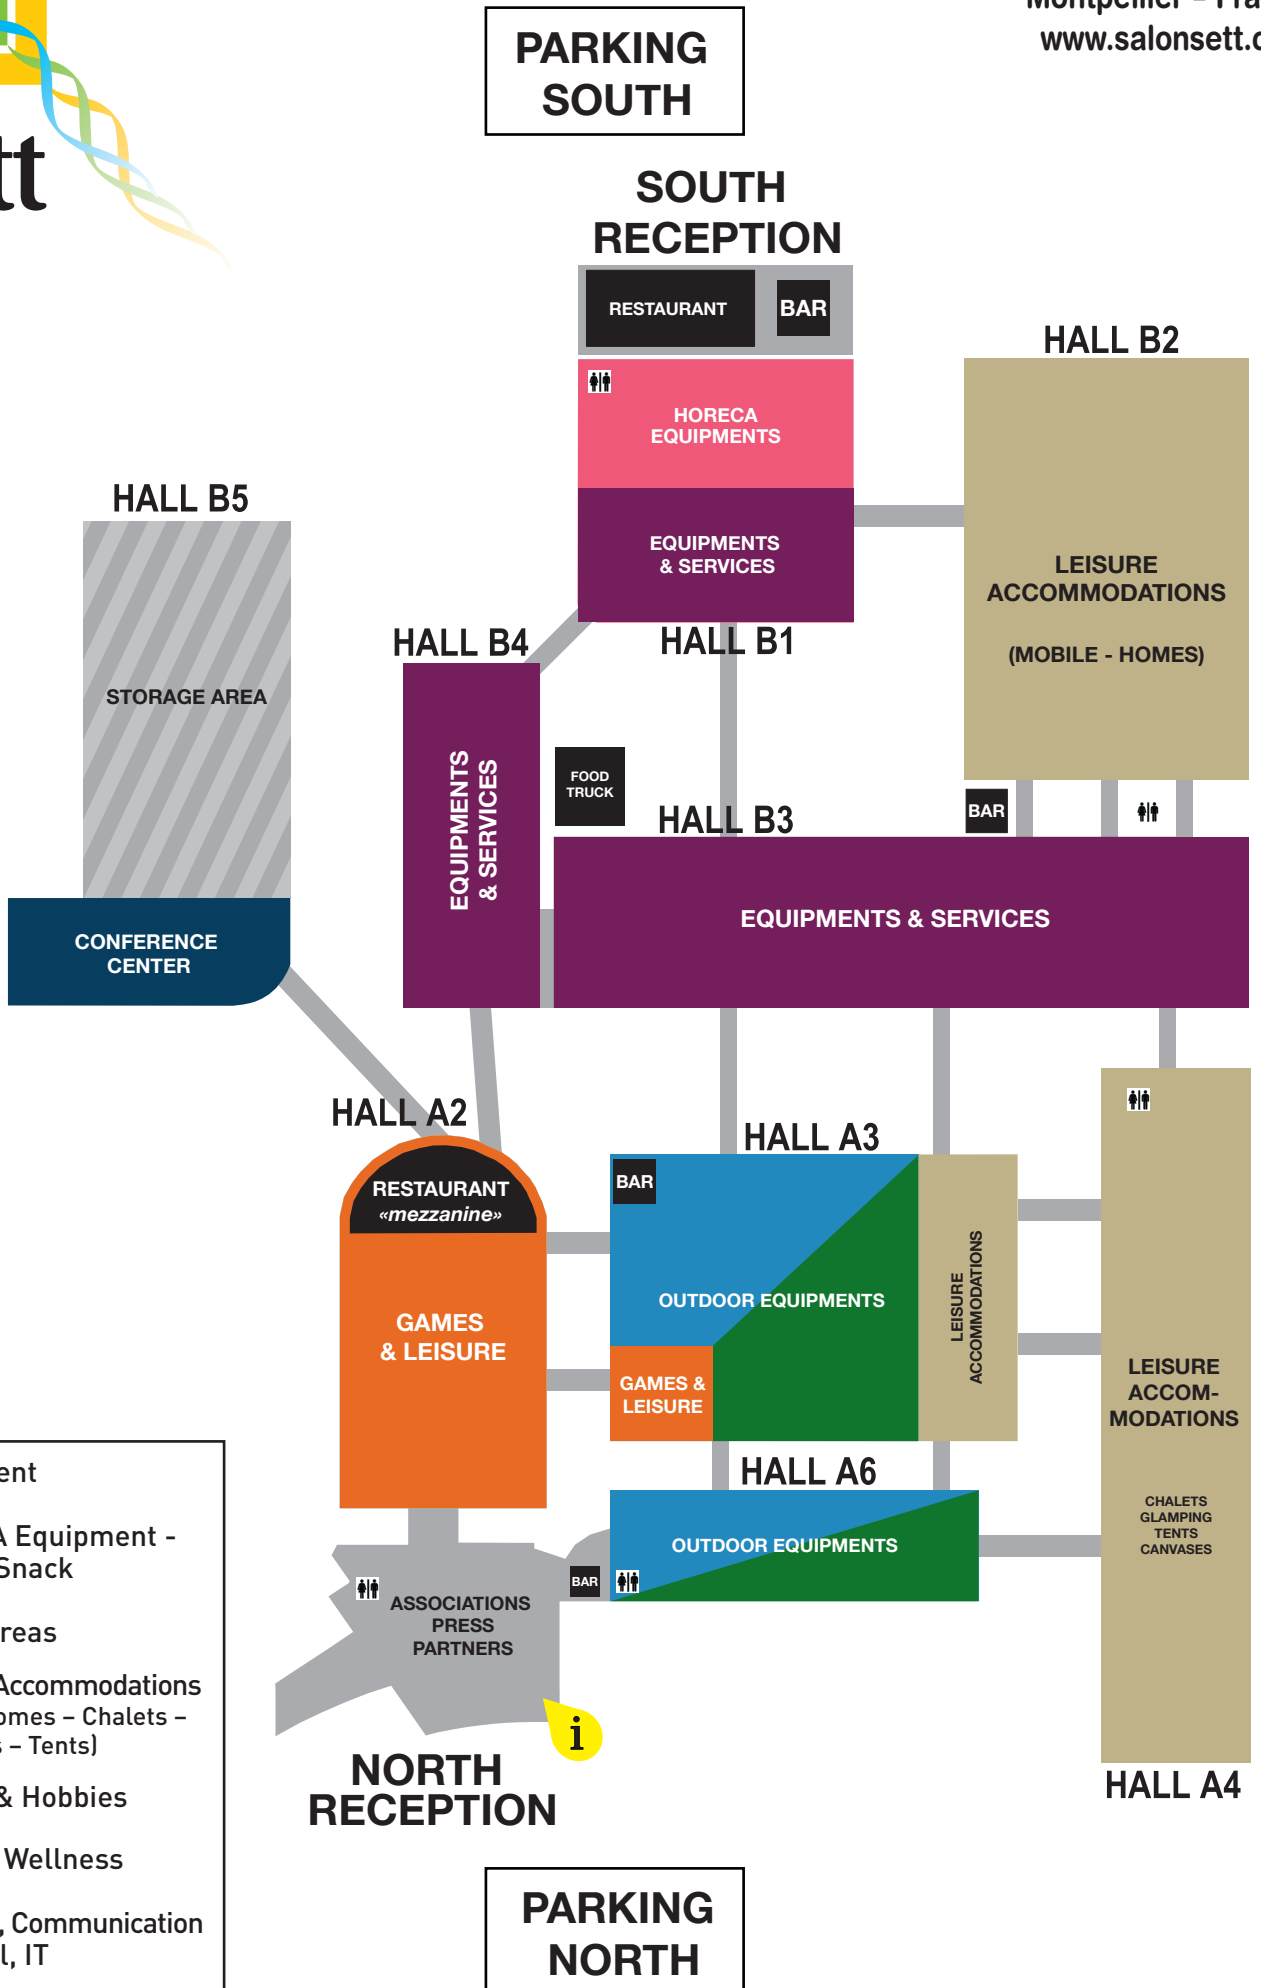 PARKING
SOUTH
Montpellier - Fra
www.salonsett.c
tt
SOUTH
RECEPTION
RESTAURANT
BAR
HALL B2
HORECA
EQUIPMENTS
HALL B5
EQUIPMENTS
& SERVICES
LEISURE
ACCOMMODATIONS
(MOBILE - HOMES)
HALL B4
HALL B1
STORAGE AREA
EQUIPMENTS
& SERVICES
FOOD
TRUCK
HALL B3
BAR
EQUIPMENTS & SERVICES
CONFERENCE
CENTER
HALL A2
HALL A3
RESTAURANT
«mezzanine»
BAR
GAMES
& LEISURE
OUTDOOR EQUIPMENTS
LEISURE
ACCOMMODATIONS
GAMES &
LEISURE
LEISURE
ACCOM-
MODATIONS
CHALETS
GLAMPING
TENTS
CANVASES
HALL A6
OUTDOOR EQUIPMENTS
BAR
ASSOCIATIONS
PRESS
PARTNERS
i
NORTH
RECEPTION
HALL A4
ent
A Equipment -
Snack
reas
Accommodations
omes – Chalets –
s – Tents)
& Hobbies
Wellness
, Communication
l, IT
PARKING
NORTH